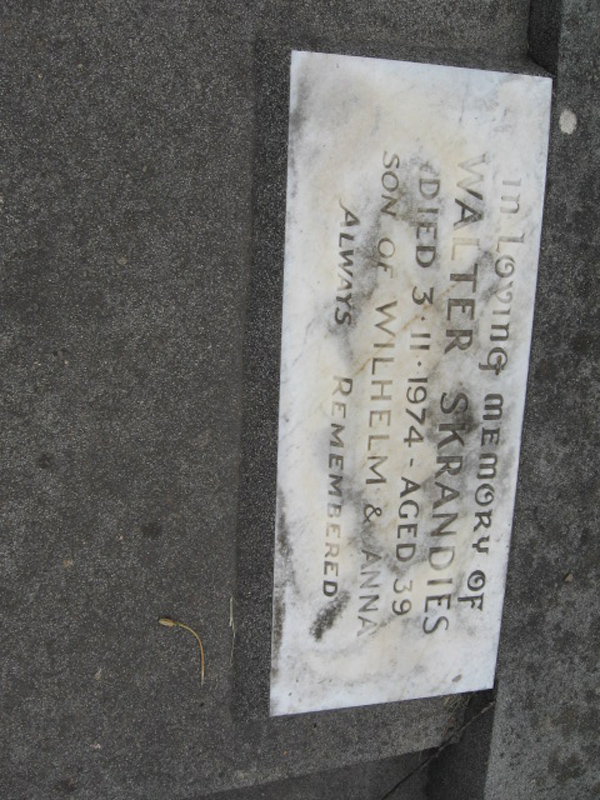 In Loving memory of
WALTER SKRANDIES
DIED 3·11·1974 - AGED 39
SON OF WILHELM & ANNA
ALWAYS REMEMBERED